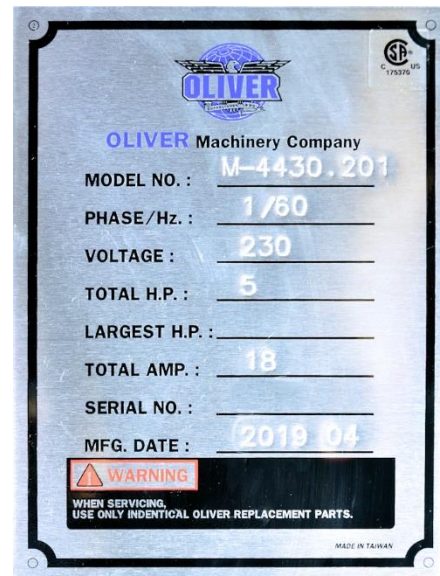 OLIVER
C US
175370
OLIVER Machinery Company
MODEL NO. : M-4430.201
PHASE/Hz. : 1/60
VOLTAGE : 230
TOTAL H.P. : 5
LARGEST H.P. :
TOTAL AMP. : 18
SERIAL NO. :
MFG. DATE : 2019 04
WARNING
WHEN SERVICING,
USE ONLY INDENTICAL OLIVER REPLACEMENT PARTS.
MADE IN TAIWAN